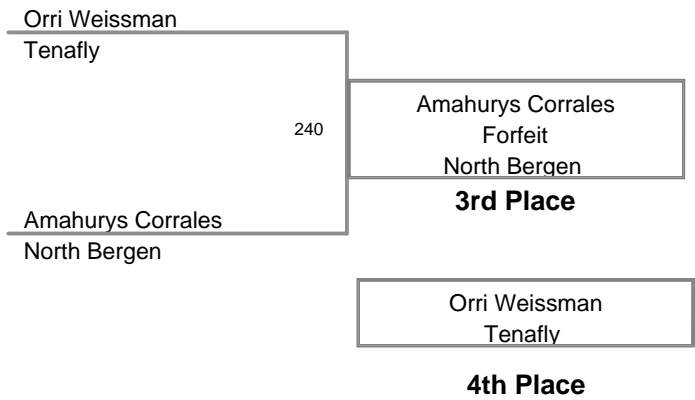 Orri Weissman
Tenafly
240
Amahurys Corrales
Forfeit
North Bergen
3rd Place
Amahurys Corrales
North Bergen
Orri Weissman
Tenafly
4th Place